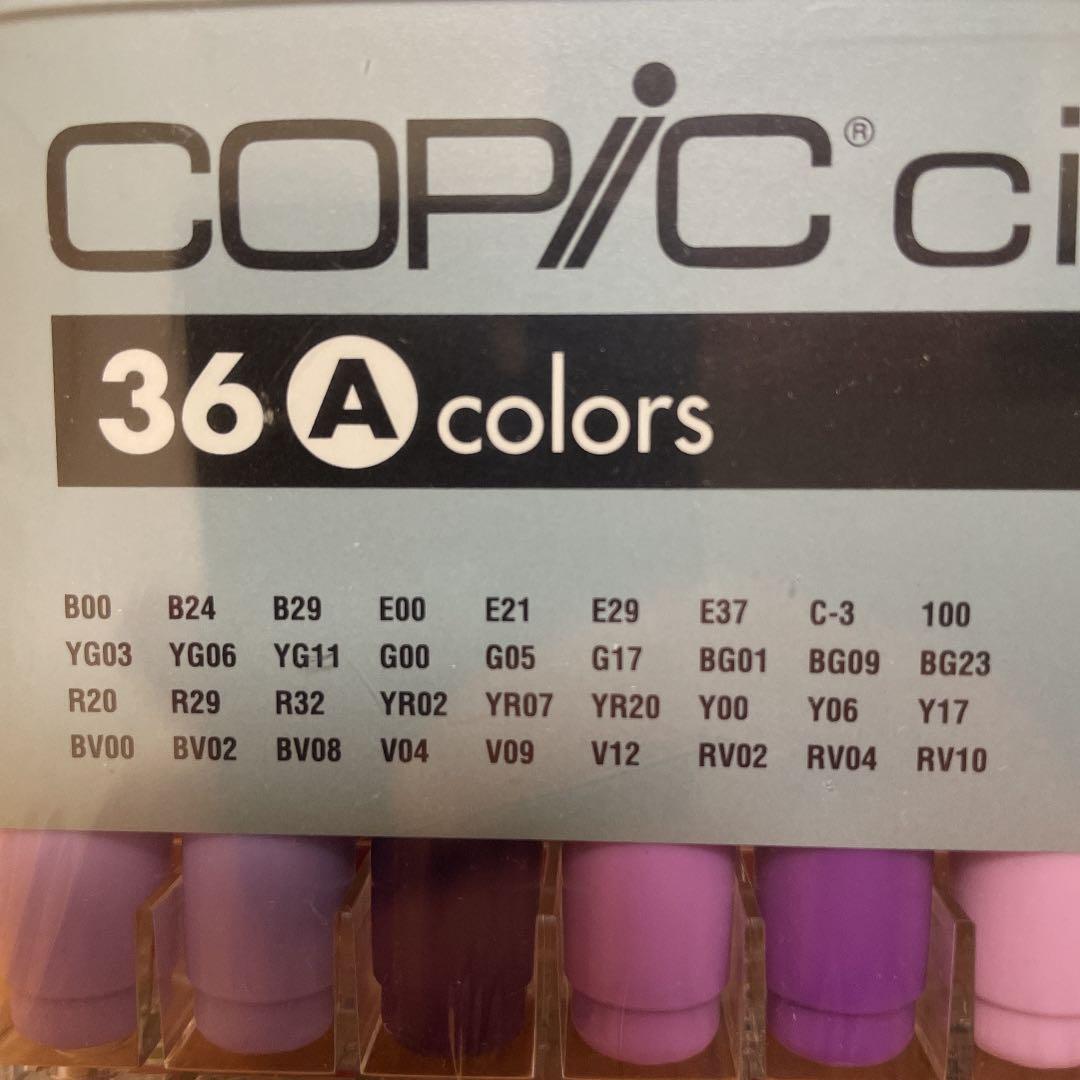 COPIC® ci
36 A colors
B00 B24 B29 E00 E21 E29 E37 C-3 100
YG03 YG06 YG11 G00 G05 G17 BG01 BG09 BG23
R20 R29 R32 YR02 YR07 YR20 Y00 Y06 Y17
BV00 BV02 BV08 V04 V09 V12 RV02 RV04 RV10